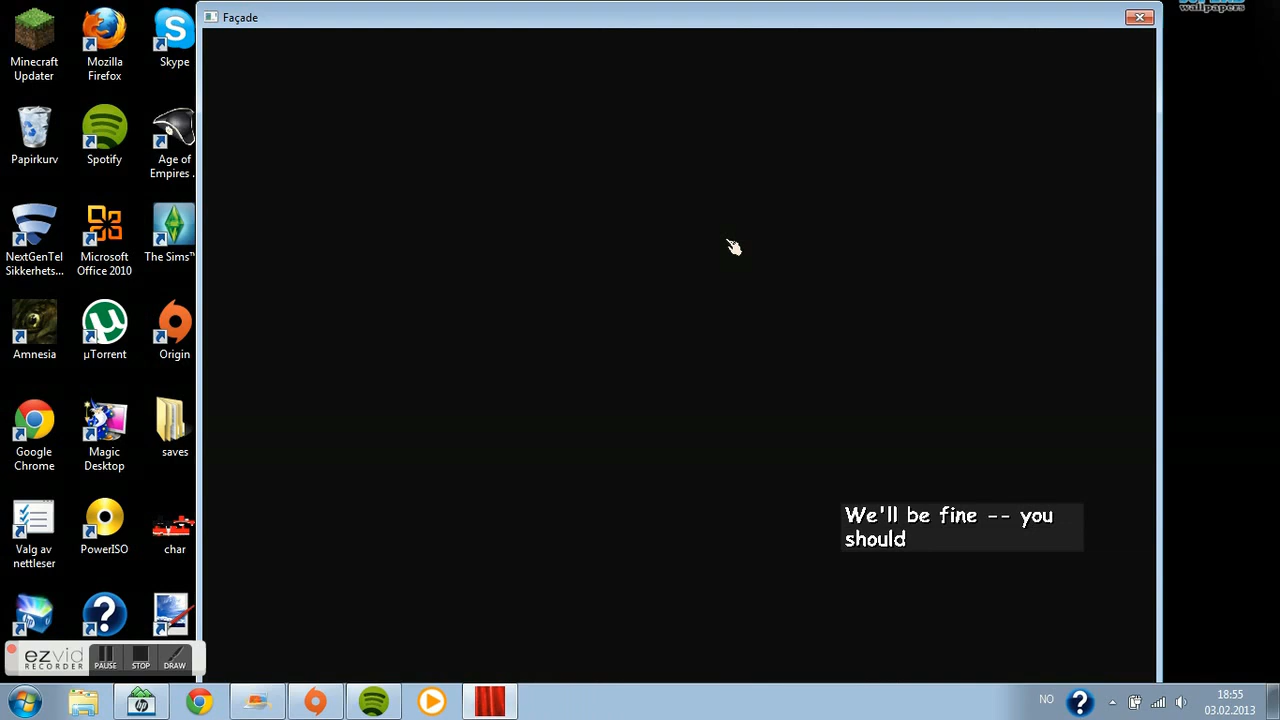 Façade
wallpapers
Minecraft
Updater
Mozilla
Firefox
Skype
Papirkurv
Spotify
Age of
Empires .
NextGenTel
Sikkerhets...
Microsoft
Office 2010
The Sims™
Amnesia
µTorrent
Origin
Google
Chrome
Magic
Desktop
saves
Valg av
nettleser
PowerISO
char
We'll be fine -- you
should
ezvid
RECORDER
PAUSE
STOP
DRAW
hp
NO
18:55
03.02.2013